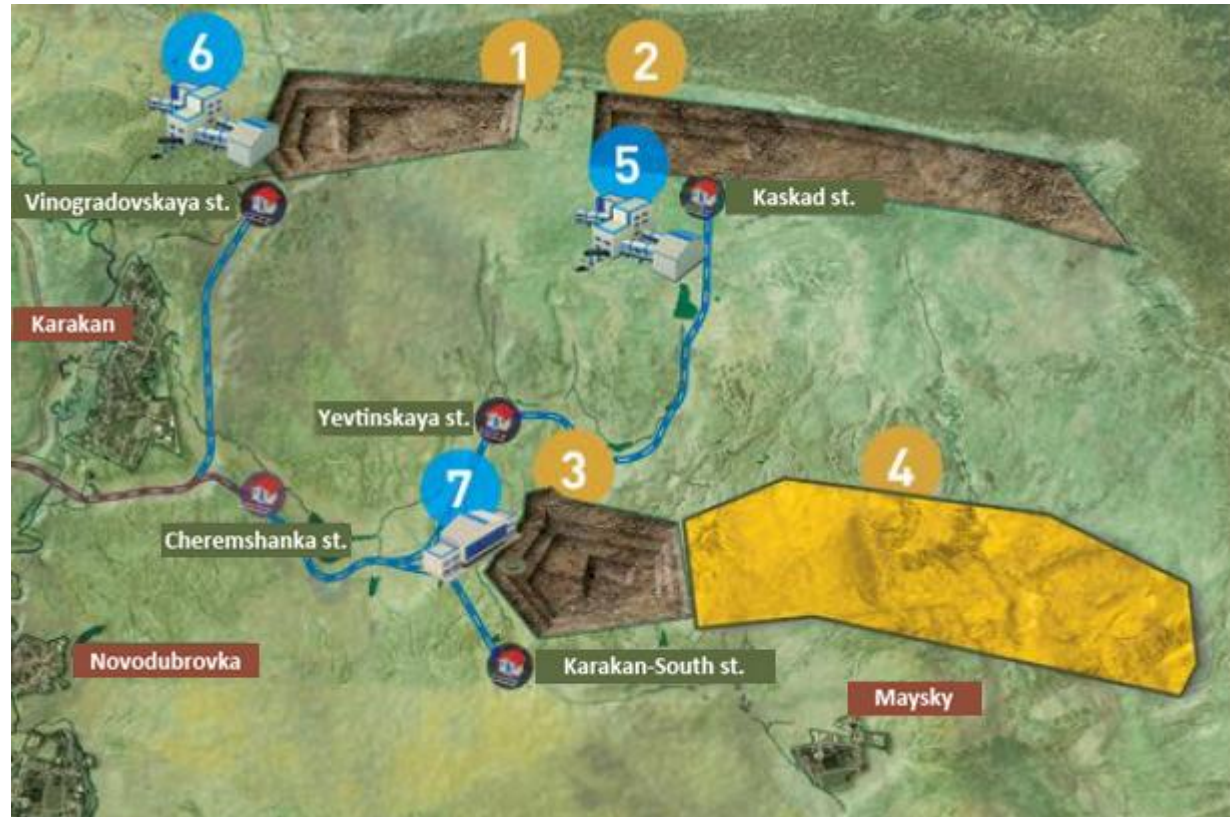 6
1
2
5
Vinogradovskaya st.
Kaskad st.
Karakan
Yevtinskaya st.
3
4
7
Cheremshanka st.
Novodubrovka
Karakan-South st.
Maysky